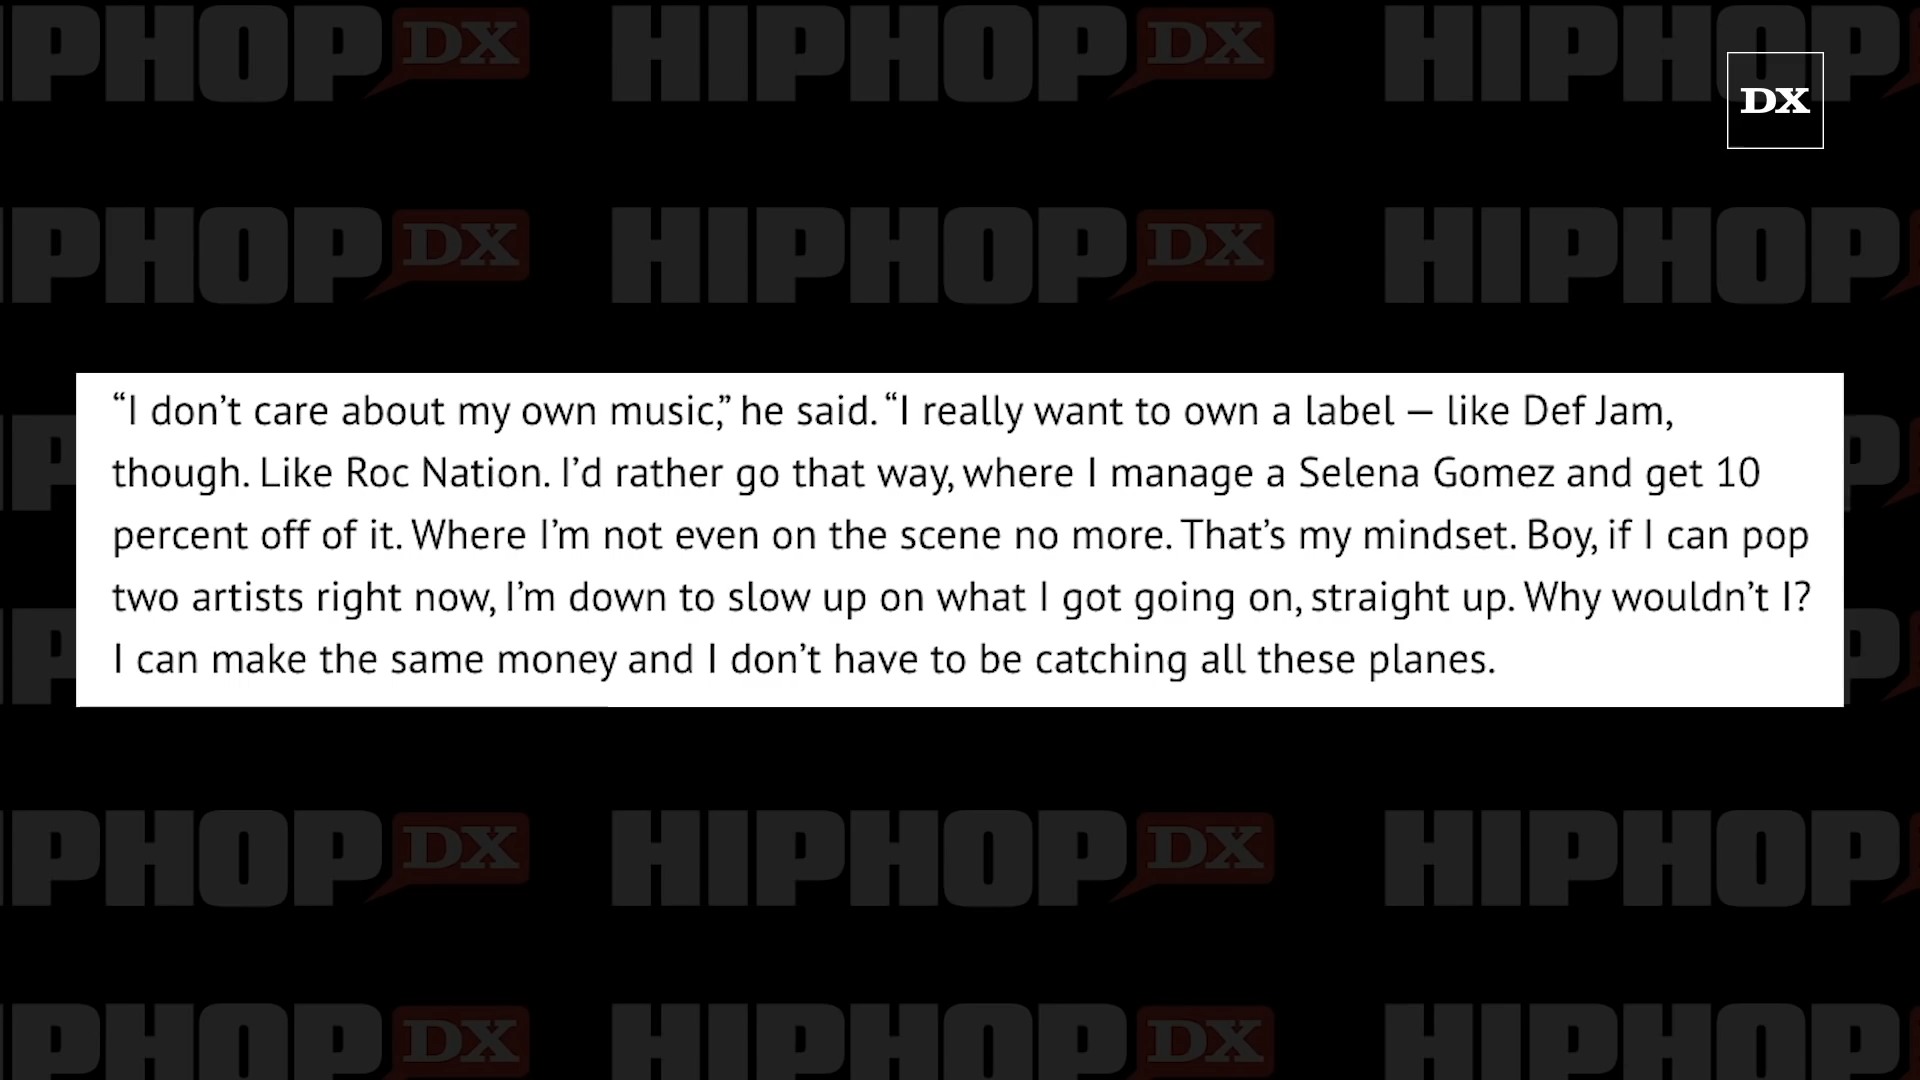 PHOP DX HIPHOP DX HIPHOP
DX
PHOP DX HIPHOP DX HIPHOP
“I don’t care about my own music,” he said. “I really want to own a label — like Def Jam,
though. Like Roc Nation. I’d rather go that way, where I manage a Selena Gomez and get 10
percent off of it. Where I’m not even on the scene no more. That’s my mindset. Boy, if I can pop
two artists right now, I’m down to slow up on what I got going on, straight up. Why wouldn’t I?
I can make the same money and I don’t have to be catching all these planes.
PHOP DX HIPHOP DX HIPHOP
PHOP DX HIPHOP DX HIPHOP